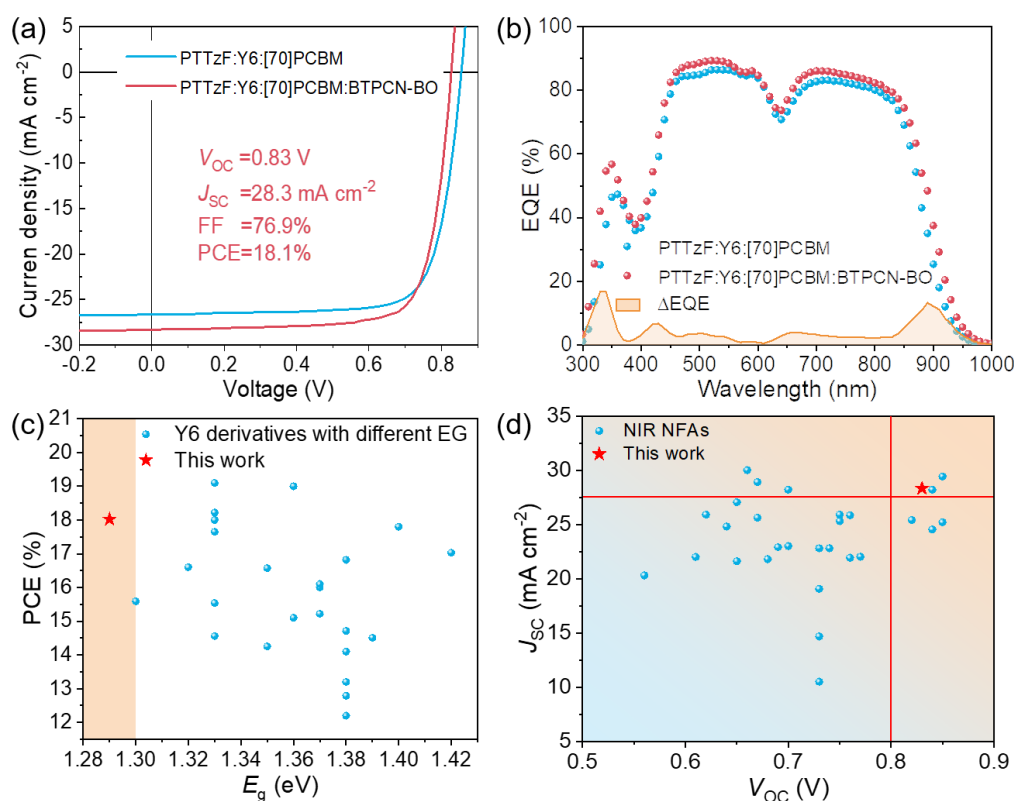 (a)
5
0
-5
-10
-15
-20
-25
-30
Curren density (mA cm-2)
PTTzF:Y6:[70]PCBM
PTTzF:Y6:[70]PCBM:BTPCN-BO
VOC =0.83 V
JSC =28.3 mA cm-2
FF =76.9%
PCE=18.1%
-0.2 0.0 0.2 0.4 0.6 0.8
Voltage (V)
(b)
100
80
60
40
20
0
EQE (%)
PTTzF:Y6:[70]PCBM
PTTzF:Y6:[70]PCBM:BTPCN-BO
ΔEQE
300 400 500 600 700 800 900 1000
Wavelength (nm)
(c)
21
20
19
18
17
16
15
14
13
12
PCE (%)
Y6 derivatives with different EG
This work
1.28 1.30 1.32 1.34 1.36 1.38 1.40 1.42
Eg (eV)
(d)
35
30
25
20
15
10
5
JSC (mA cm-2)
NIR NFAs
This work
0.5 0.6 0.7 0.8 0.9
VOC (V)